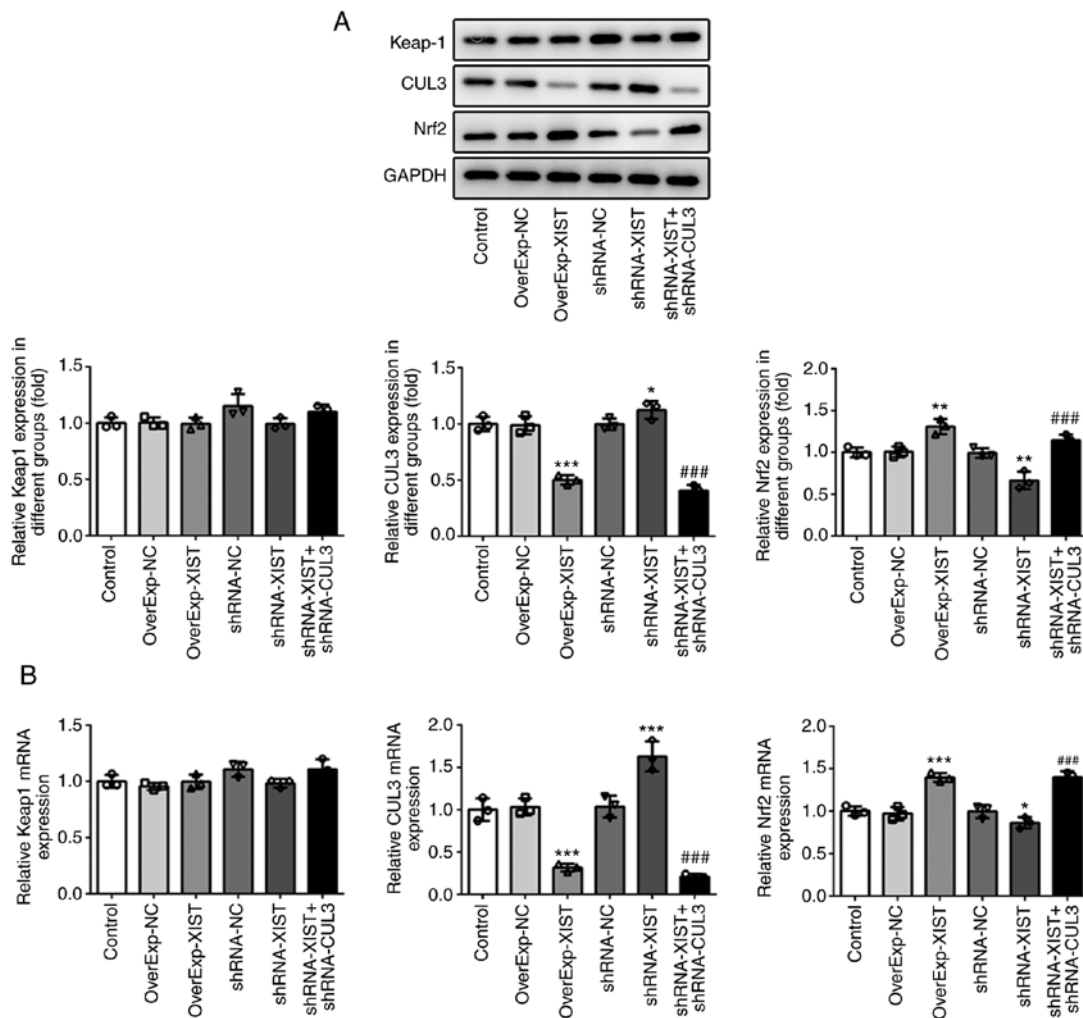 A
Keap-1
CUL3
Nrf2
GAPDH
Control
OverExp-NC
OverExp-XIST
shRNA-NC
shRNA-XIST
shRNA-XIST+
shRNA-CUL3
Relative Keap1 expression in
different groups (fold)
1.5
1.0
0.5
0.0
Control
OverExp-NC
OverExp-XIST
shRNA-NC
shRNA-XIST
shRNA-XIST+
shRNA-CUL3
Relative CUL3 expression in
different groups (fold)
1.5
1.0
0.5
0.0
***
*
###
Control
OverExp-NC
OverExp-XIST
shRNA-NC
shRNA-XIST
shRNA-XIST+
shRNA-CUL3
Relative Nrf2 expression in
different groups (fold)
2.0
1.5
1.0
0.5
0.0
**
**
###
Control
OverExp-NC
OverExp-XIST
shRNA-NC
shRNA-XIST
shRNA-XIST+
shRNA-CUL3
B
Relative Keap1 mRNA
expression
1.5
1.0
0.5
0.0
Control
OverExp-NC
OverExp-XIST
shRNA-NC
shRNA-XIST
shRNA-XIST+
shRNA-CUL3
Relative CUL3 mRNA
expression
2.0
1.5
1.0
0.5
0.0
***
***
###
Control
OverExp-NC
OverExp-XIST
shRNA-NC
shRNA-XIST
shRNA-XIST+
shRNA-CUL3
Relative Nrf2 mRNA
expression
2.0
1.5
1.0
0.5
0.0
***
*
###
Control
OverExp-NC
OverExp-XIST
shRNA-NC
shRNA-XIST
shRNA-XIST+
shRNA-CUL3